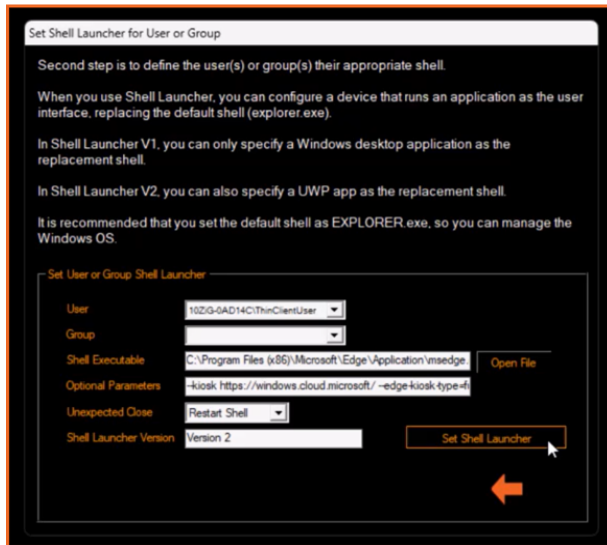 Set Shell Launcher for User or Group
Second step is to define the user(s) or group(s) their appropriate shell.
When you use Shell Launcher, you can configure a device that runs an application as the user
interface, replacing the default shell (explorer.exe).
In Shell Launcher V1, you can only specify a Windows desktop application as the
replacement shell.
In Shell Launcher V2, you can also specify a UWP app as the replacement shell.
It is recommended that you set the default shell as EXPLORER.exe, so you can manage the
Windows OS.
Set User or Group Shell Launcher
User 10ZiG-0AD14C\ThinClientUser
Group
Shell Executable C:\Program Files (x86)\Microsoft\Edge\Application\msedge. Open File
Optional Parameters --kiosk https://windows.cloud.microsoft/ --edge-kiosk-type=
Unexpected Close Restart Shell
Shell Launcher Version Version 2 Set Shell Launcher